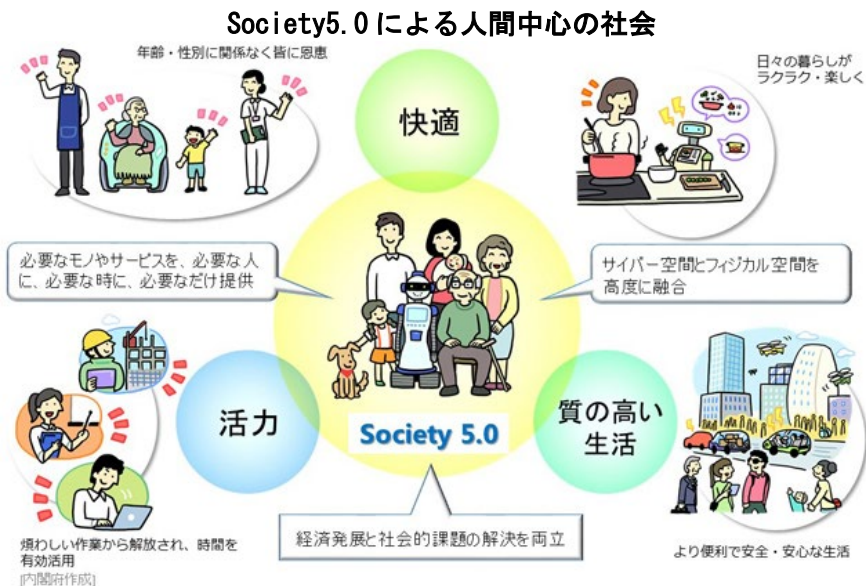 Society5.0による人間中心の社会
年齢・性別に関係なく皆に恩恵
日々の暮らしが
ラクラク・楽しく
快適
必要なモノやサービスを、必要な人
に、必要な時に、必要なだけ提供
サイバー空間とフィジカル空間を
高度に融合
活力
Society 5.0
質の高い
生活
経済発展と社会的課題の解決を両立
煩わしい作業から解放され、時間を
有効活用
[内閣府作成]
より便利で安全・安心な生活